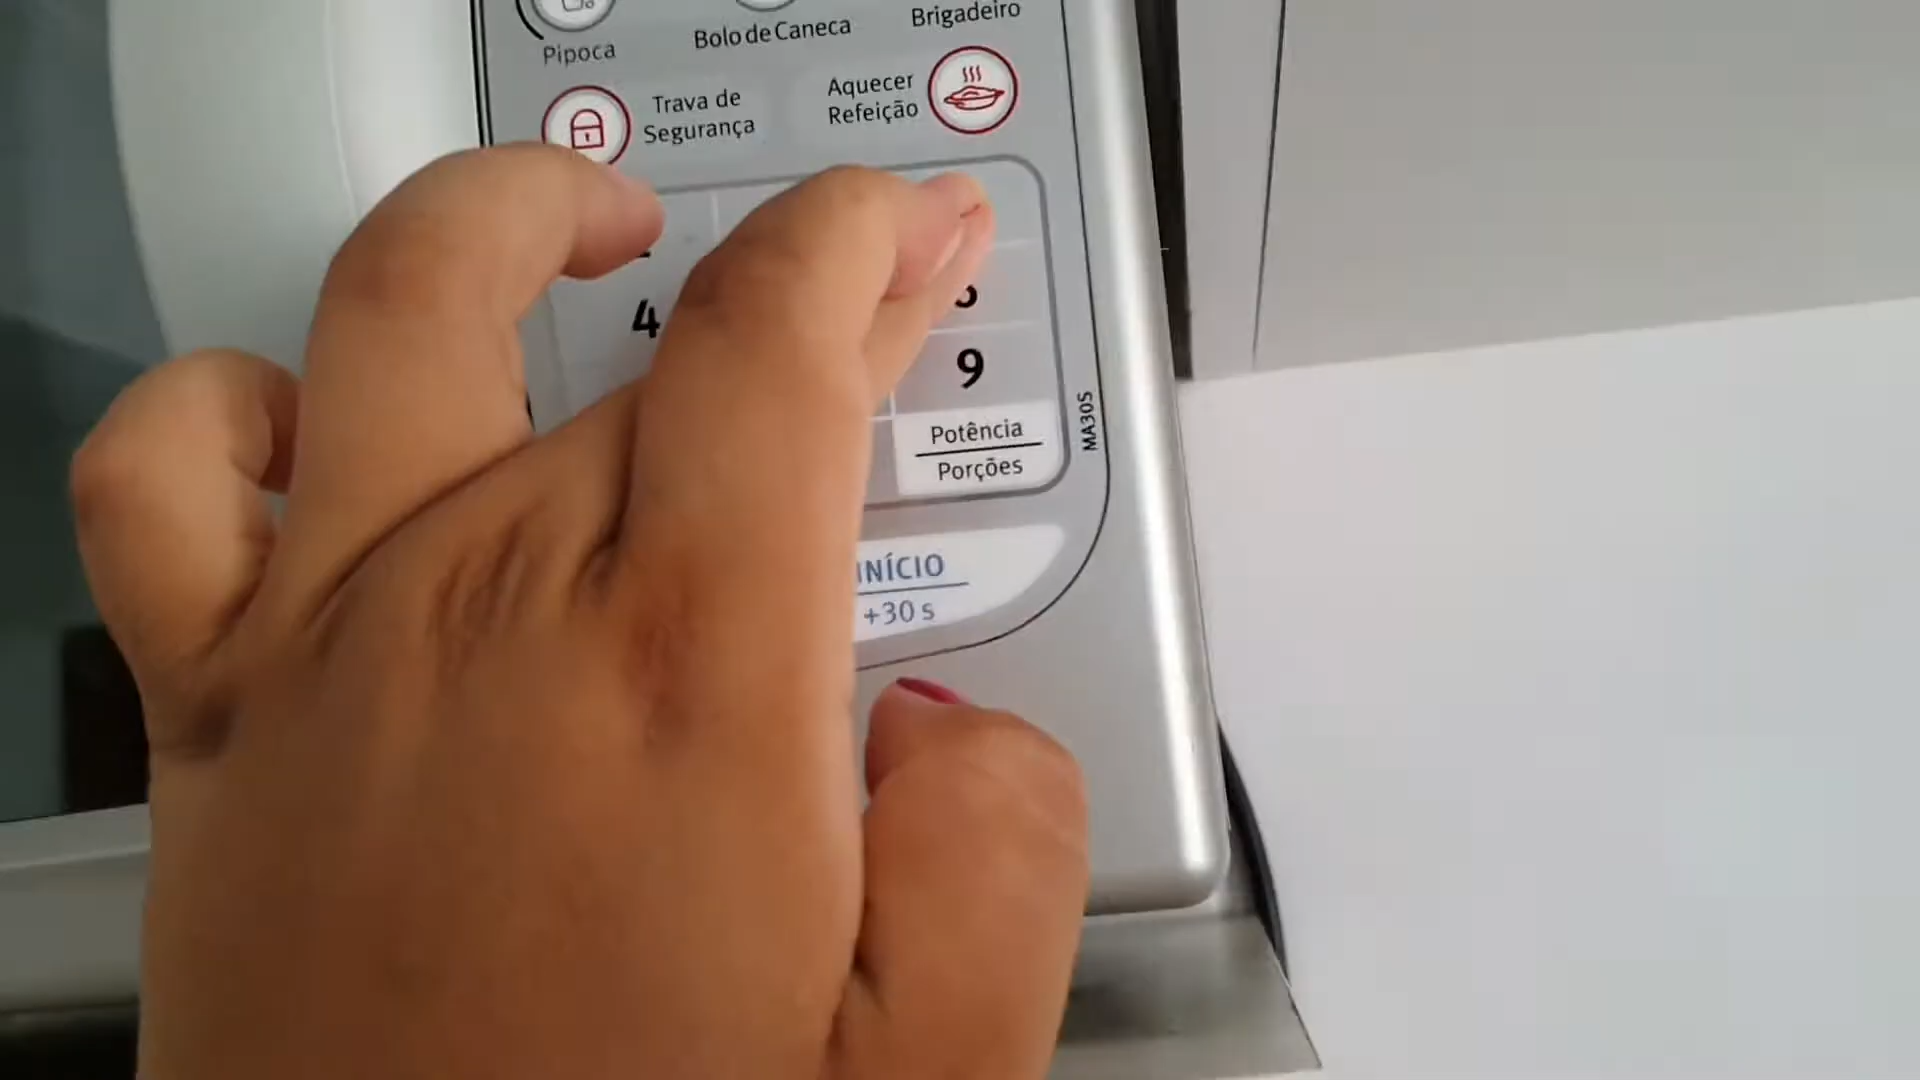 Pipoca
Bolo de Caneca
Brigadeiro
Trava de
Segurança
Aquecer
Refeição
4
9
Potência
Porções
MA30S
INÍCIO
+30 s